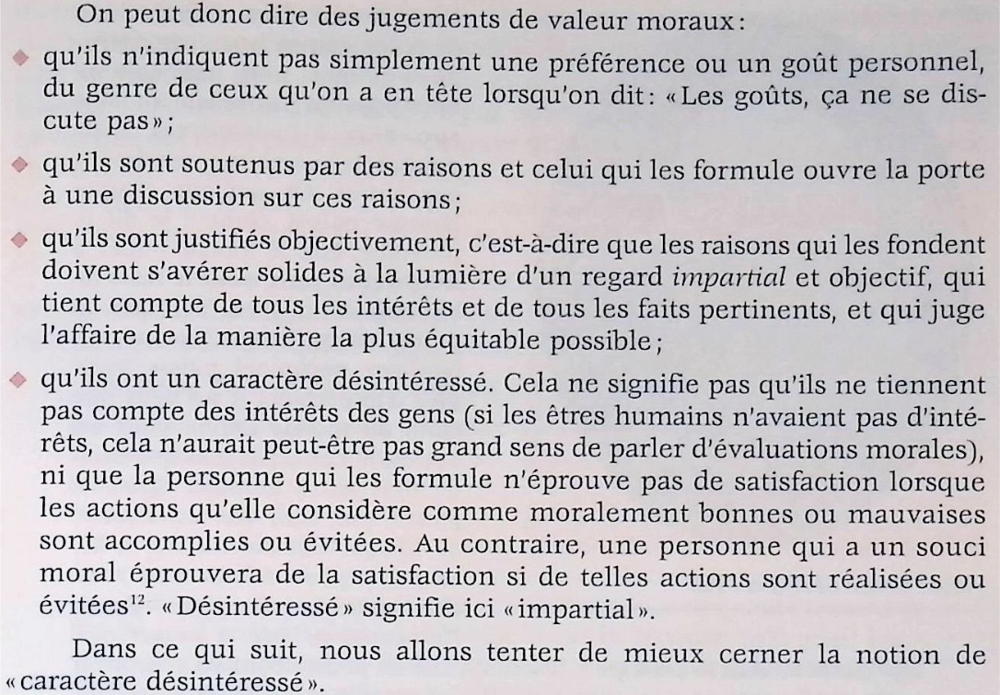 On peut donc dire des jugements de valeur moraux :
qu'ils n'indiquent pas simplement une préférence ou un goût personnel,
du genre de ceux qu'on a en tête lorsqu'on dit : « Les goûts, ça ne se dis-
cute pas » ;
qu'ils sont soutenus par des raisons et celui qui les formule ouvre la porte
à une discussion sur ces raisons ;
qu'ils sont justifiés objectivement, c'est-à-dire que les raisons qui les fondent
doivent s'avérer solides à la lumière d'un regard impartial et objectif, qui
tient compte de tous les intérêts et de tous les faits pertinents, et qui juge
l'affaire de la manière la plus équitable possible ;
qu'ils ont un caractère désintéressé. Cela ne signifie pas qu'ils ne tiennent
pas compte des intérêts des gens (si les êtres humains n'avaient pas d'inté-
rêts, cela n'aurait peut-être pas grand sens de parler d'évaluations morales),
ni que la personne qui les formule n'éprouve pas de satisfaction lorsque
les actions qu'elle considère comme moralement bonnes ou mauvaises
sont accomplies ou évitées. Au contraire, une personne qui a un souci
moral éprouvera de la satisfaction si de telles actions sont réalisées ou
évitées¹². « Désintéressé » signifie ici « impartial ».
Dans ce qui suit, nous allons tenter de mieux cerner la notion de
« caractère désintéressé ».